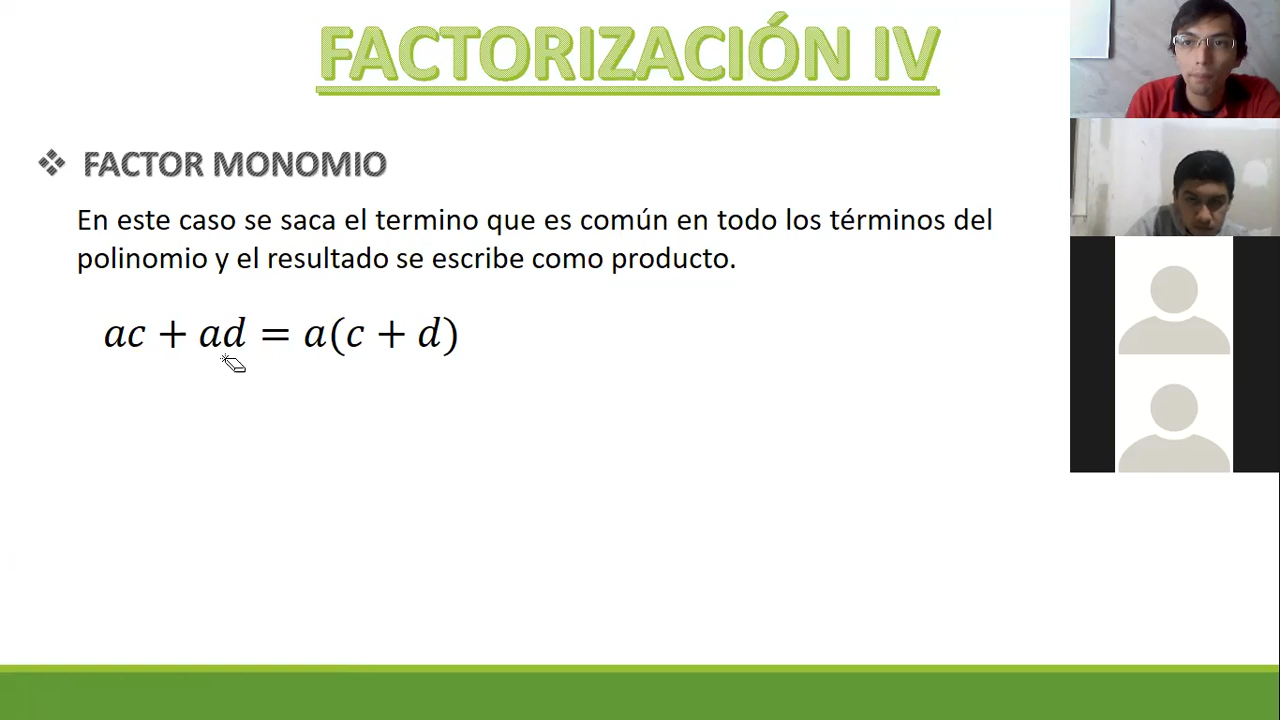 FACTORIZACIÓN IV
❖ FACTOR MONOMIO
En este caso se saca el termino que es común en todo los términos del
polinomio y el resultado se escribe como producto.
ac + ad = a(c + d)